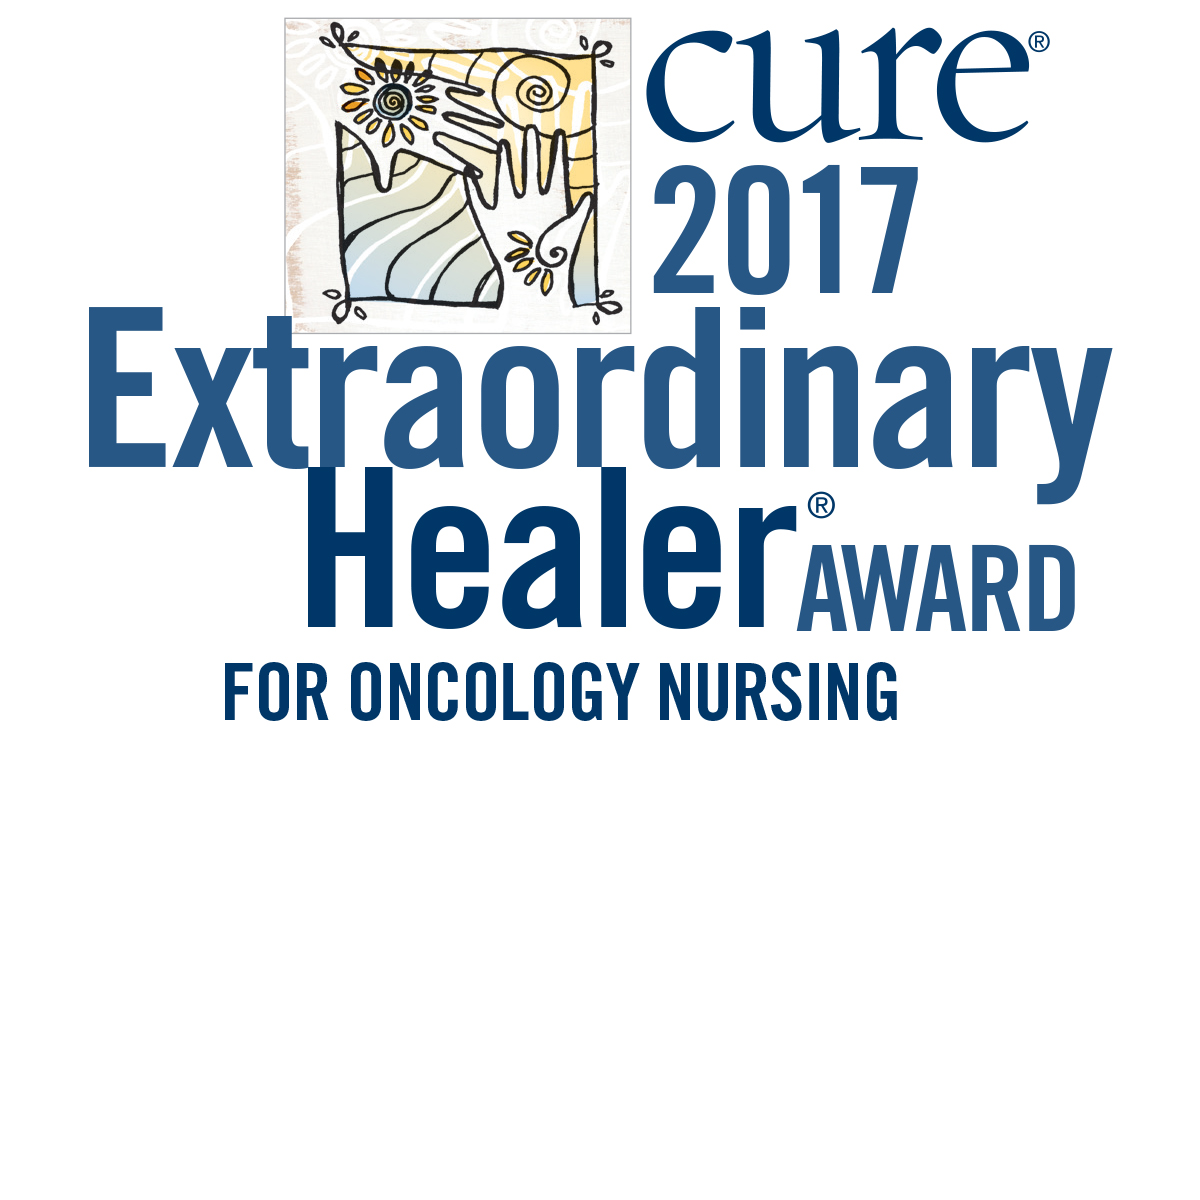 cure®
2017
Extraordinary
Healer® AWARD
FOR ONCOLOGY NURSING